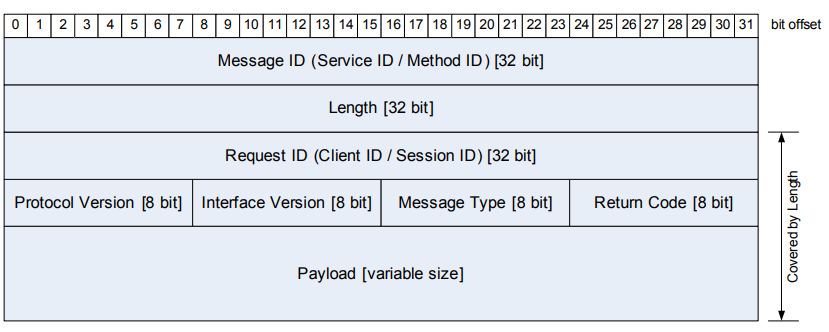 0 1 2 3 4 5 6 7 8 9 10 11 12 13 14 15 16 17 18 19 20 21 22 23 24 25 26 27 28 29 30 31 bit offset
Message ID (Service ID / Method ID) [32 bit]
Length [32 bit]
Request ID (Client ID / Session ID) [32 bit]
Protocol Version [8 bit] Interface Version [8 bit] Message Type [8 bit] Return Code [8 bit]
Payload [variable size]
Covered by Length